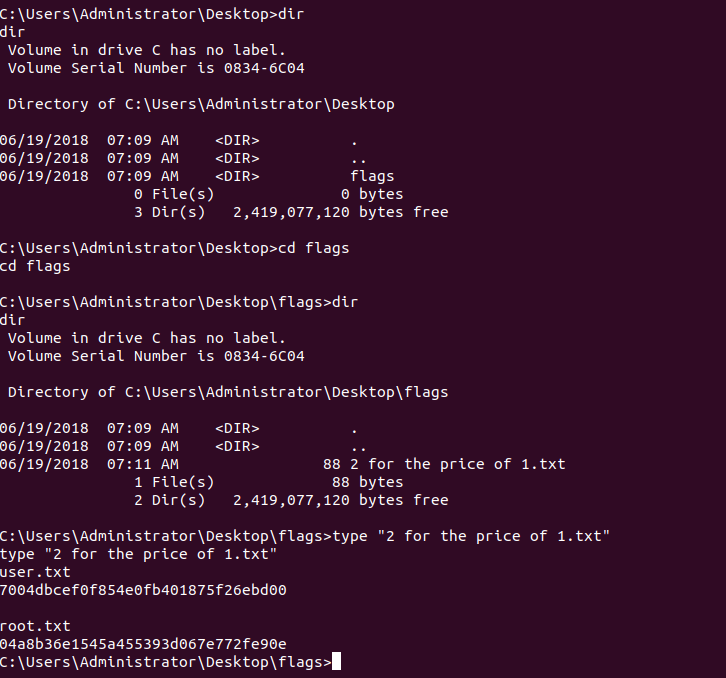 C:\Users\Administrator\Desktop>dir
dir
Volume in drive C has no label.
Volume Serial Number is 0834-6C04
Directory of C:\Users\Administrator\Desktop
06/19/2018  07:09 AM    <DIR>          .
06/19/2018  07:09 AM    <DIR>          ..
06/19/2018  07:09 AM    <DIR>          flags
0 File(s)              0 bytes
3 Dir(s)   2,419,077,120 bytes free
C:\Users\Administrator\Desktop>cd flags
cd flags
C:\Users\Administrator\Desktop\flags>dir
dir
Volume in drive C has no label.
Volume Serial Number is 0834-6C04
Directory of C:\Users\Administrator\Desktop\flags
06/19/2018  07:09 AM    <DIR>          .
06/19/2018  07:09 AM    <DIR>          ..
06/19/2018  07:11 AM                88 2 for the price of 1.txt
1 File(s)             88 bytes
2 Dir(s)   2,419,077,120 bytes free
C:\Users\Administrator\Desktop\flags>type "2 for the price of 1.txt"
type "2 for the price of 1.txt"
user.txt
7004dbcef0f854e0fb401875f26ebd00
root.txt
04a8b36e1545a455393d067e772fe90e
C:\Users\Administrator\Desktop\flags>